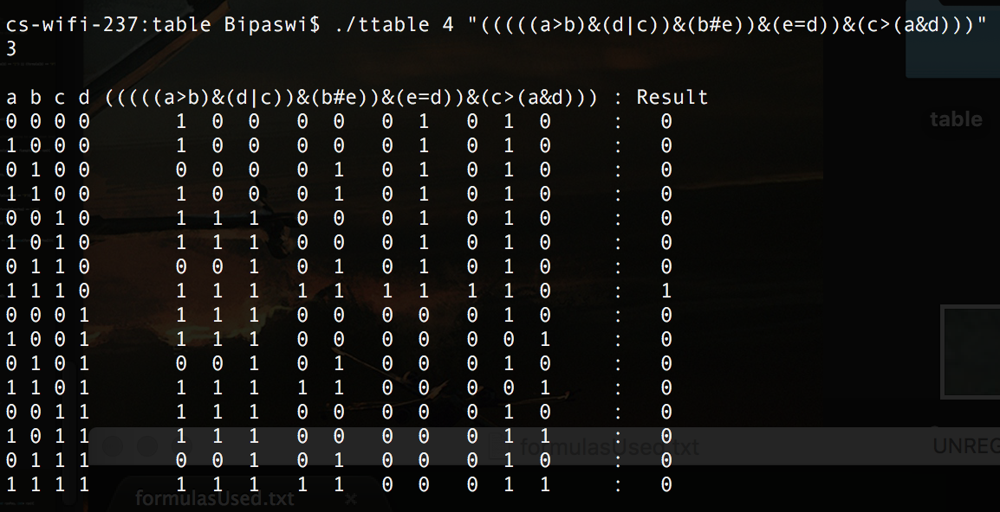 cs-wifi-237:table Bipaswi$ ./ttable 4 "(((((a>b)&(d|c))&(b#e))&(e=d))&(c>(a&d)))"
3
a b c d (((((a>b)&(d|c))&(b#e))&(e=d))&(c>(a&d))) : Result
0 0 0 0 1 0 0 0 0 0 1 0 1 0 : 0
1 0 0 0 1 0 0 0 0 0 1 0 1 0 : 0
0 1 0 0 0 0 0 0 1 0 1 0 1 0 : 0
1 1 0 0 1 0 0 0 1 0 1 0 1 0 : 0
0 0 1 0 1 1 1 0 0 0 1 0 1 0 : 0
1 0 1 0 1 1 1 0 0 0 1 0 1 0 : 0
0 1 1 0 0 0 1 0 1 0 1 0 1 0 : 0
1 1 1 0 1 1 1 1 1 1 1 1 1 0 : 1
0 0 0 1 1 1 1 0 0 0 0 0 1 0 : 0
1 0 0 1 1 1 1 0 0 0 0 0 0 1 : 0
0 1 0 1 0 0 1 0 1 0 0 0 1 0 : 0
1 1 0 1 1 1 1 1 1 0 0 0 0 1 : 0
0 0 1 1 1 1 1 0 0 0 0 0 1 0 : 0
1 0 1 1 1 1 1 0 0 0 0 0 1 1 : 0
0 1 1 1 0 0 1 0 1 0 0 0 1 0 : 0
1 1 1 1 1 1 1 1 1 0 0 0 1 1 : 0
table
formulasUsed.txt
UNREG
formulasUsed.txt ×